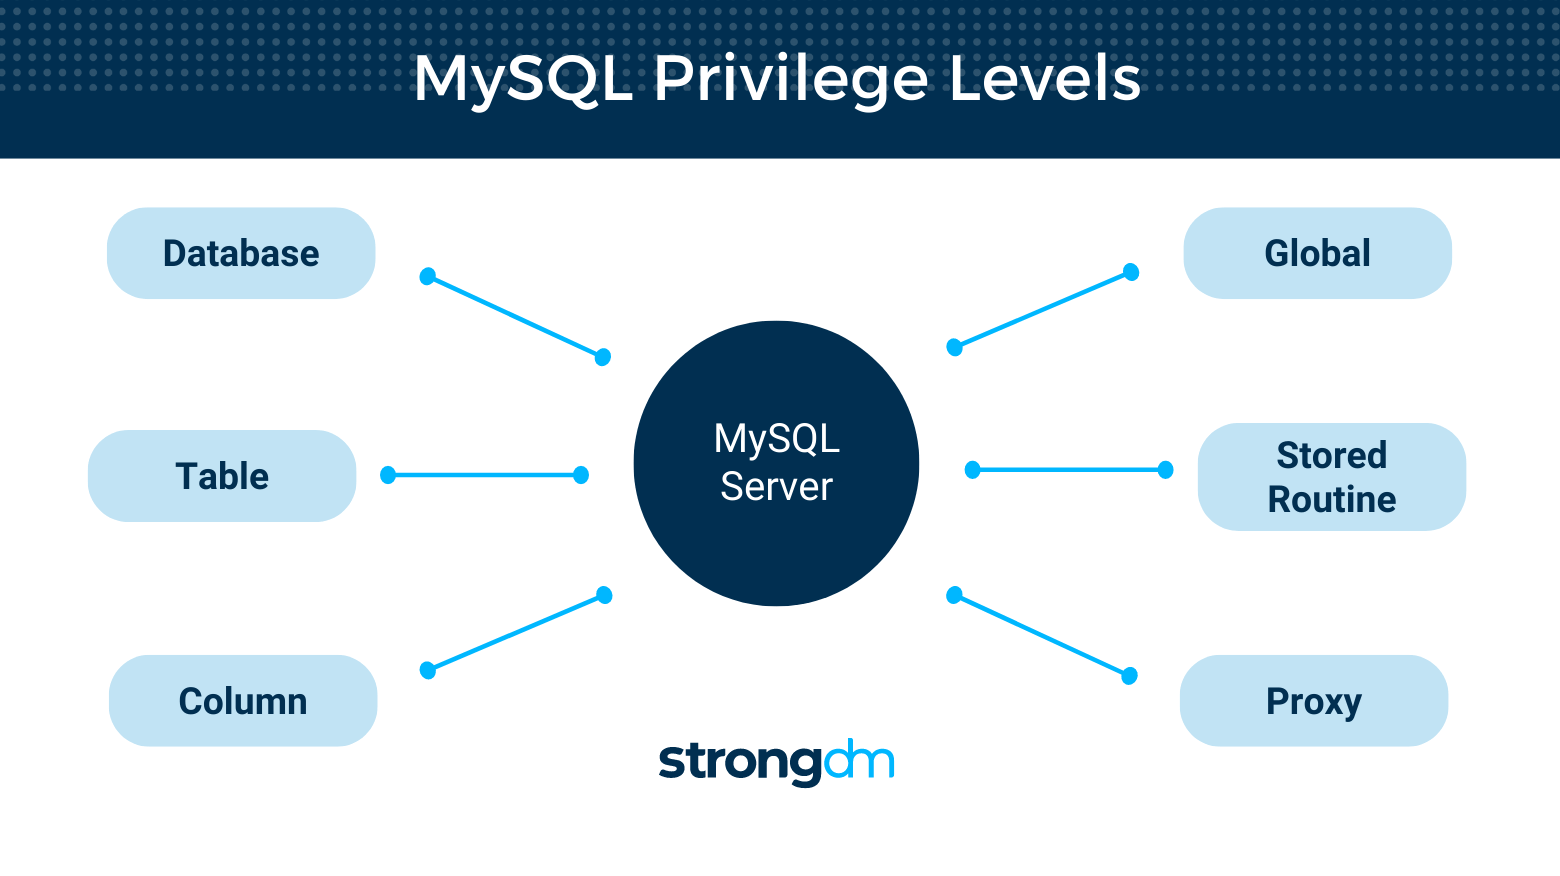 MySQL Privilege Levels
Database
Global
MySQL
Server
Table
Stored
Routine
Column
Proxy
strongdm